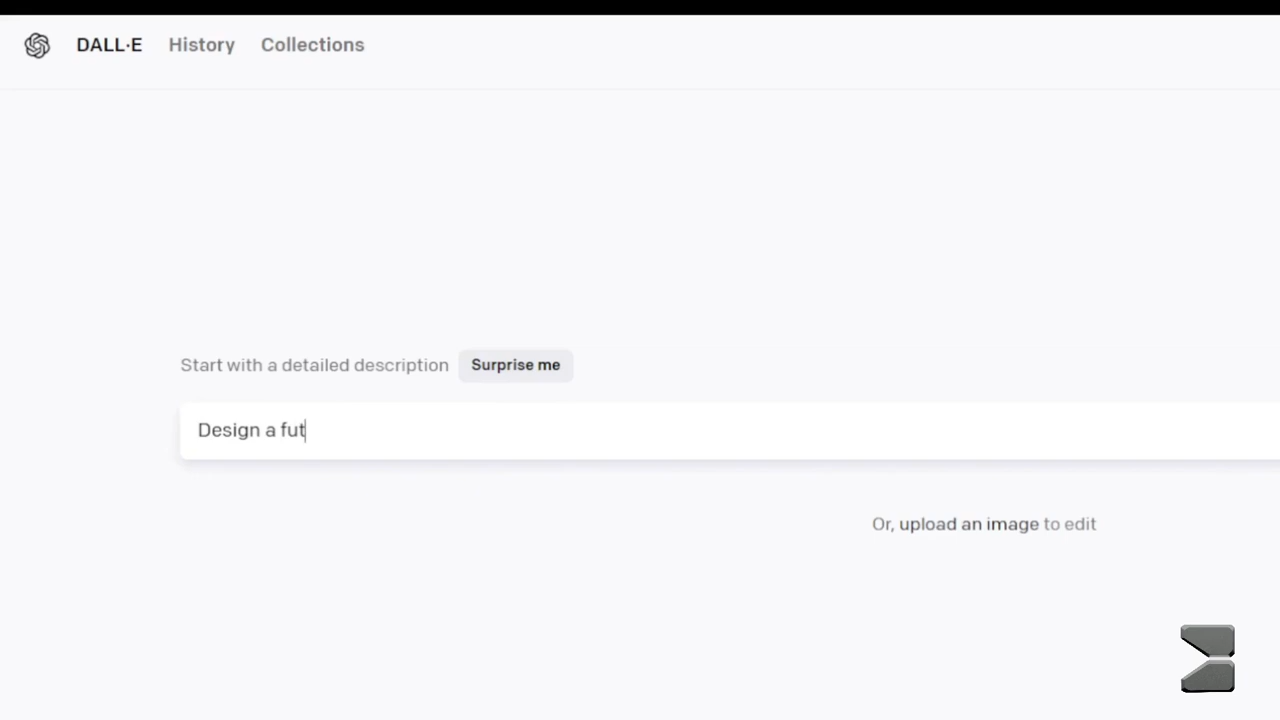 DALL·E History Collections
Start with a detailed description Surprise me
Design a fut
Or, upload an image to edit